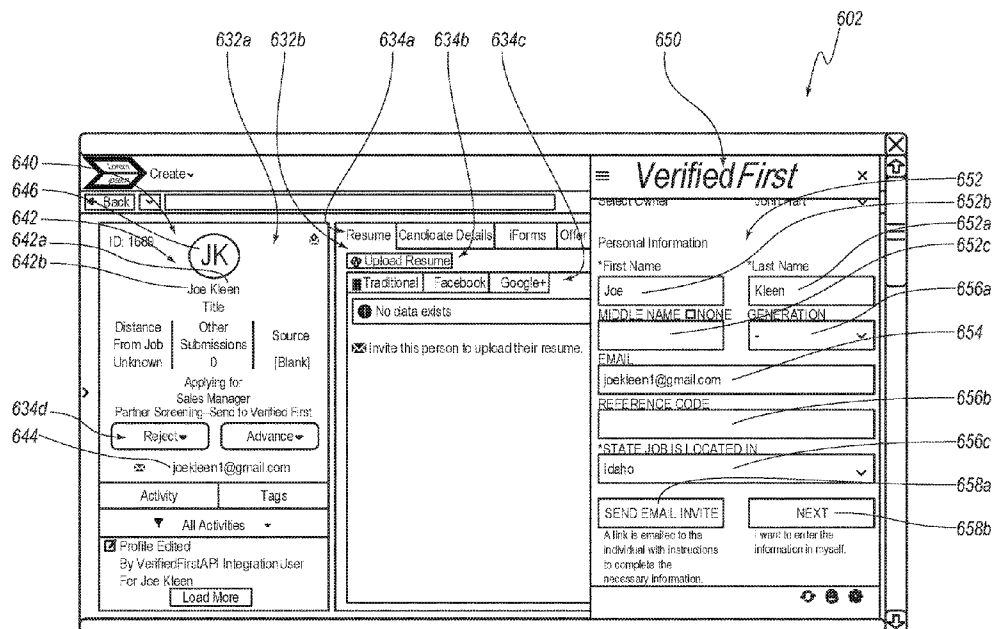 602
632a 632b 634a 634b 634c
650
640
646
642
642a
642b
634d
644
Create
Back
ID: 1686
JK
Joe Kleen
Title
Distance From Job Unknown
Other Submissions 0
Source [Blank]
Applying for
Sales Manager
Partner Screening--Send to Verified First
Reject
Advance
joekleen1@gmail.com
Activity
Tags
All Activities
Profile Edited
By VerifiedFirstAPI Integration User
For Joe Kleen
Load More
Resume Candidate Details iForms Offer
Upload Resume
Traditional Facebook Google+
No data exists
Invite this person to upload their resume.
Verified First
×
Select Owner John Hart
Personal Information
*First Name *Last Name
Joe Kleen
MIDDLE NAME NONE GENERATION
-
EMAIL
joekleen1@gmail.com
REFERENCE CODE
*STATE JOB IS LOCATED IN
Idaho
SEND EMAIL INVITE
NEXT
A link is emailed to the
individual with instructions
to complete the
necessary information.
I want to enter the
information in myself.
652
652b
652a
652c
656a
654
656b
656c
658a
658b